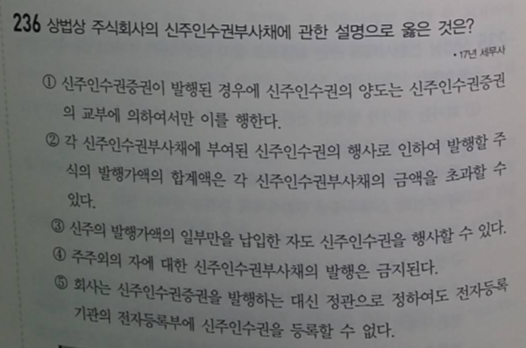 236 상법상 주식회사의 신주인수권부사채에 관한 설명으로 옳은 것은?
• 17년 세무사
① 신주인수권증권이 발행된 경우에 신주인수권의 양도는 신주인수권증권
의 교부에 의하여서만 이를 행한다.
② 각 신주인수권부사채에 부여된 신주인수권의 행사로 인하여 발행할 주
식의 발행가액의 합계액은 각 신주인수권부사채의 금액을 초과할 수
있다.
③ 신주의 발행가액의 일부만을 납입한 자도 신주인수권을 행사할 수 있다.
④ 주주외의 자에 대한 신주인수권부사채의 발행은 금지된다.
⑤ 회사는 신주인수권증권을 발행하는 대신 정관으로 정하여도 전자등록
기관의 전자등록부에 신주인수권을 등록할 수 없다.